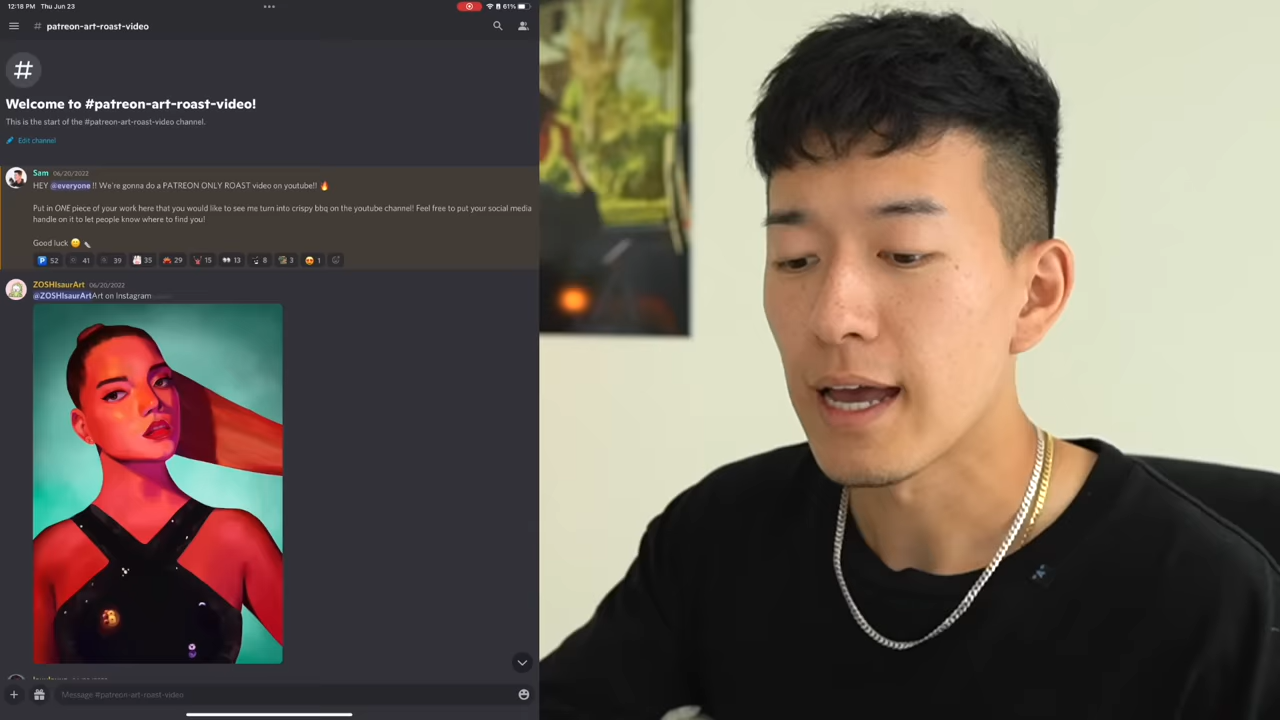 12:18 PM Thu Jun 23
61%
# patreon-art-roast-video
#
Welcome to #patreon-art-roast-video!
This is the start of the #patreon-art-roast-video channel.
Edit channel
Sam 06/20/2022
HEY @everyone !! We're gonna do a PATREON ONLY ROAST video on youtube!!
Put in ONE piece of your work here that you would like to see me turn into crispy bbq on the youtube channel! Feel free to put your social media
handle on it to let people know where to find you!
Good luck
P 52 41 39 35 29 15 13 8 3 1
ZOSHIsaurArt 06/20/2022
@ZOSHIsaurArtArt on Instagram
Message #patreon-art-roast-video